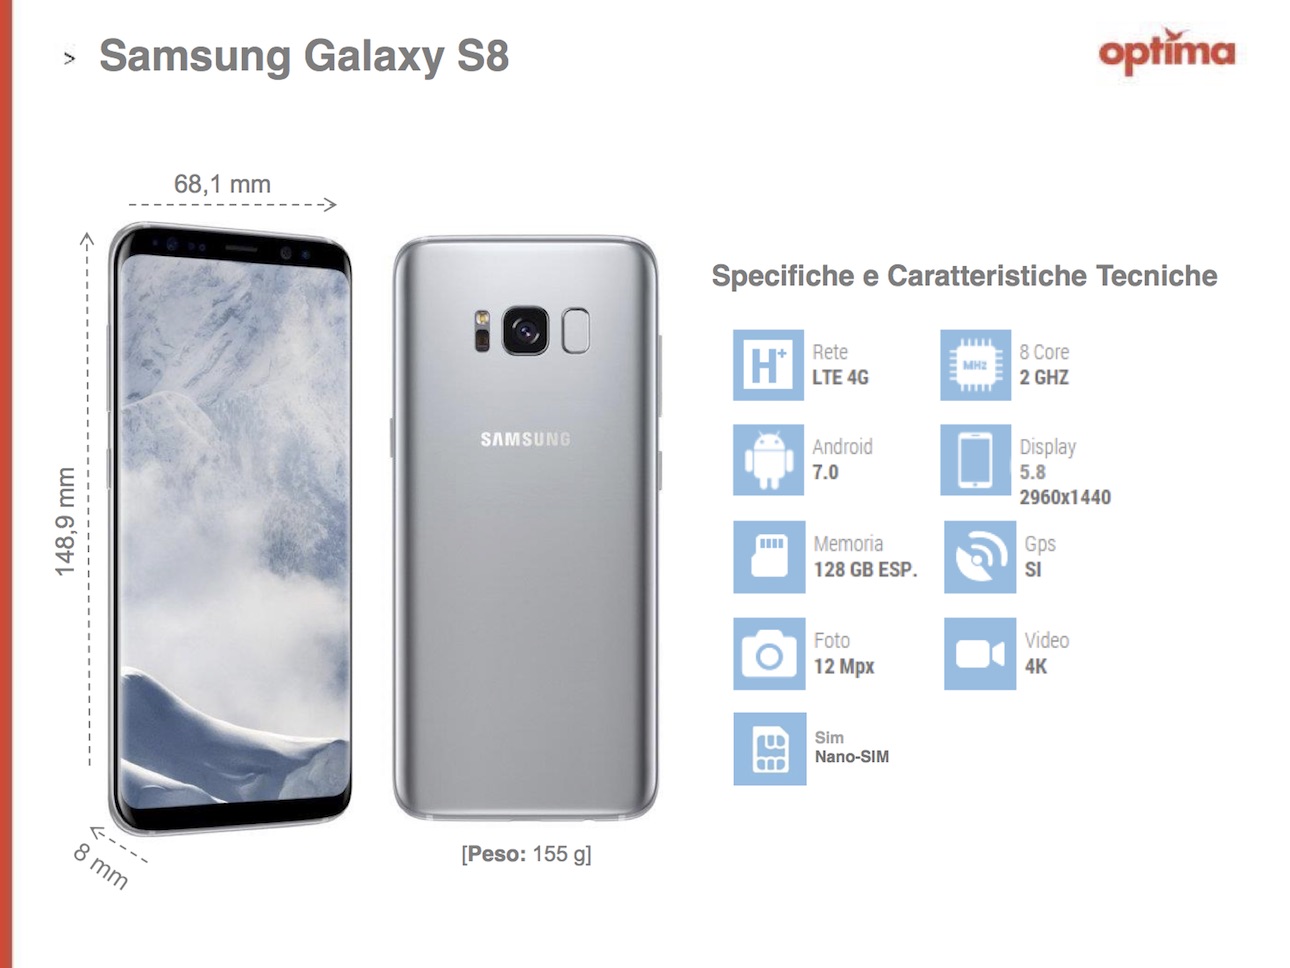 > Samsung Galaxy S8
optima
68,1 mm
148,9 mm
8 mm
SAMSUNG
[Peso: 155 g]
Specifiche e Caratteristiche Tecniche
H+
Rete
LTE 4G
MHz
8 Core
2 GHZ
Android
7.0
Display
5.8
2960x1440
Memoria
128 GB ESP.
Gps
SI
Foto
12 Mpx
Video
4K
Sim
Nano-SIM